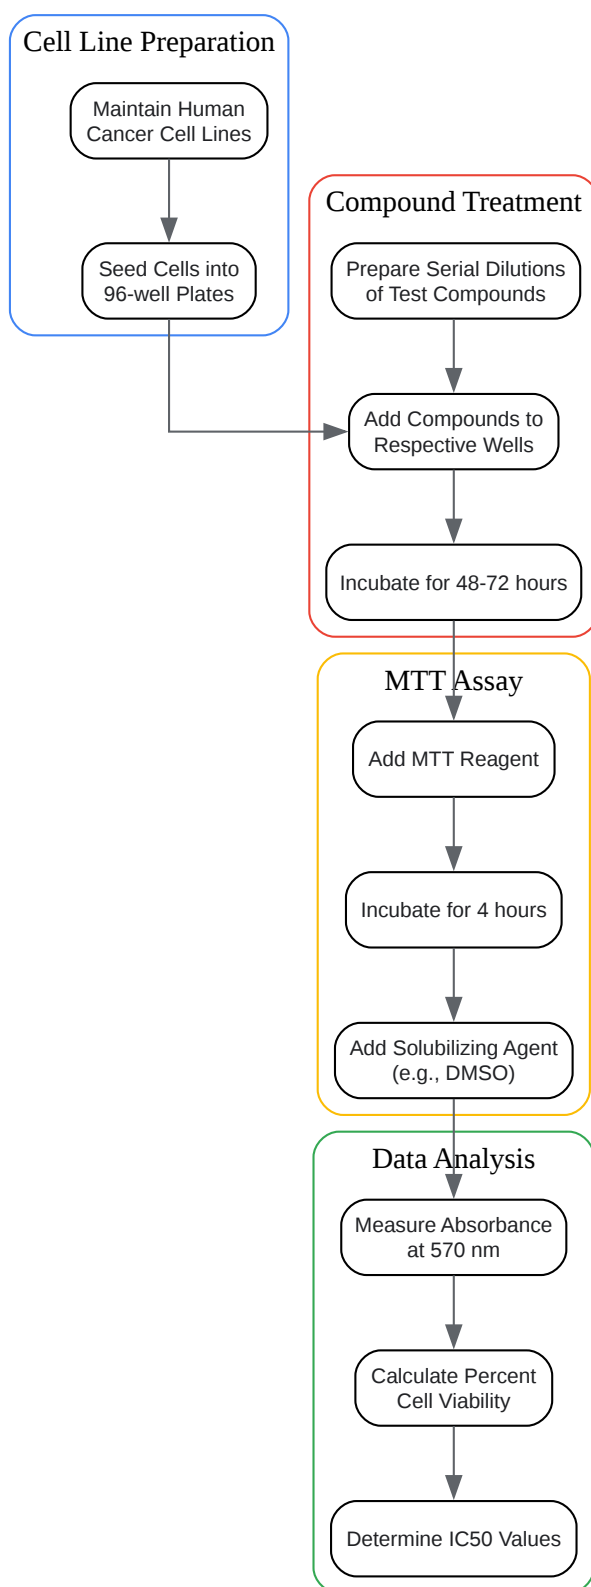 Cell Line Preparation
Maintain Human
Cancer Cell Lines
Seed Cells into
96-well Plates
Compound Treatment
Prepare Serial Dilutions
of Test Compounds
Add Compounds to
Respective Wells
Incubate for 48-72 hours
MTT Assay
Add MTT Reagent
Incubate for 4 hours
Add Solubilizing Agent
(e.g., DMSO)
Data Analysis
Measure Absorbance
at 570 nm
Calculate Percent
Cell Viability
Determine IC50 Values